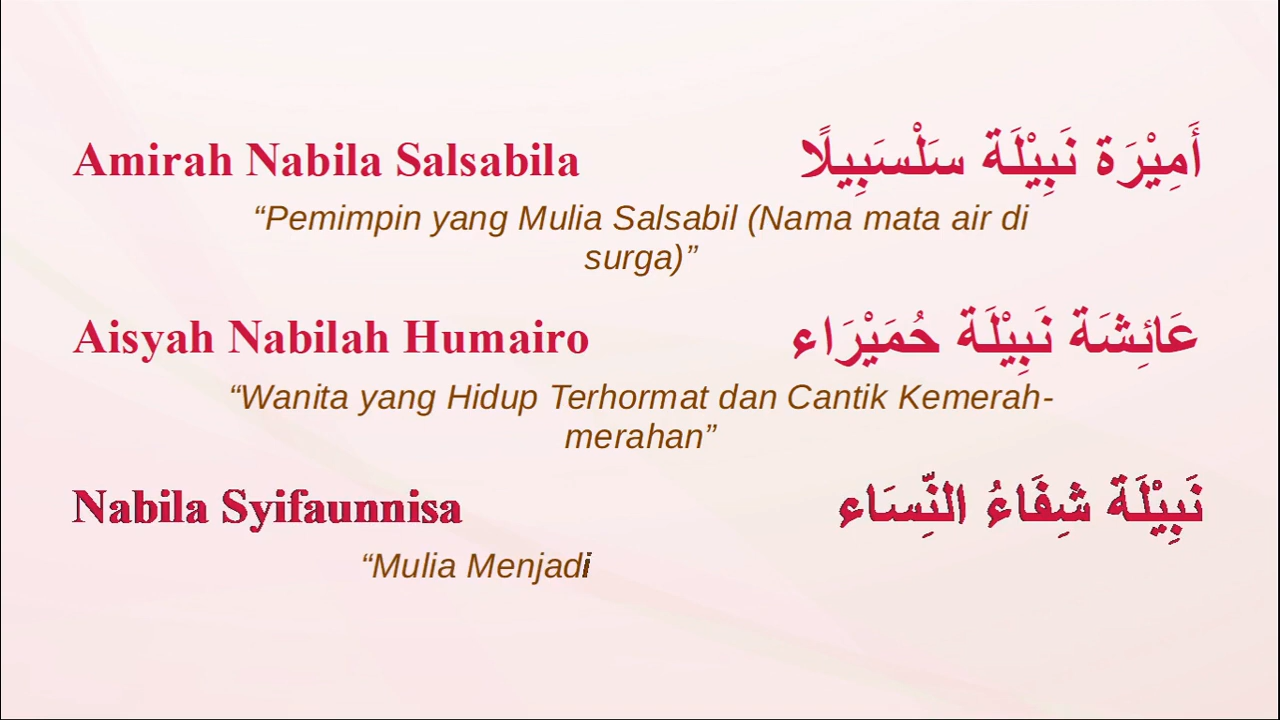 Amirah Nabila Salsabila أَمِيْرَة نَبِيْلَة سَلْسَبِيلًا
“Pemimpin yang Mulia Salsabil (Nama mata air di
surga)”
Aisyah Nabilah Humairo عَائِشَة نَبِيْلَة حُمَيْرَاء
“Wanita yang Hidup Terhormat dan Cantik Kemerah-
merahan”
Nabila Syifaunnisa نَبِيْلَة شِفَاءُ النِّسَاء
“Mulia Menjadi